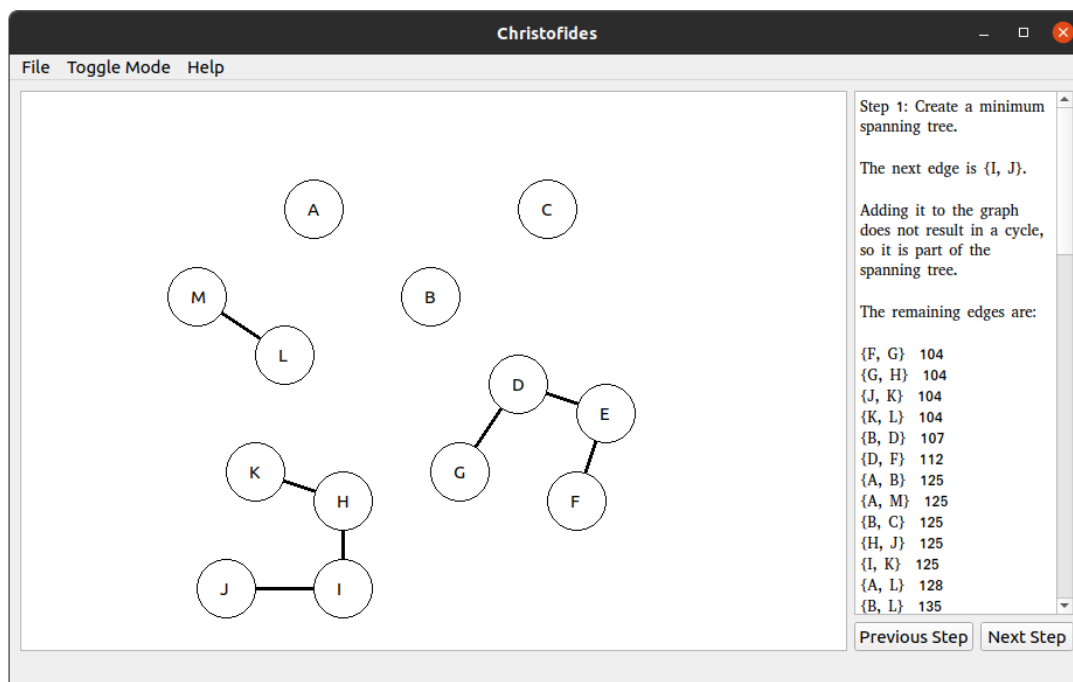 Christofides
File Toggle Mode Help
A
C
M
B
L
D
E
K
G
H
F
J
I
Step 1: Create a minimum
spanning tree.
The next edge is {I, J}.
Adding it to the graph
does not result in a cycle,
so it is part of the
spanning tree.
The remaining edges are:
{F, G} 104
{G, H} 104
{J, K} 104
{K, L} 104
{B, D} 107
{D, F} 112
{A, B} 125
{A, M} 125
{B, C} 125
{H, J} 125
{I, K} 125
{A, L} 128
{B, L} 135
Previous Step Next Step